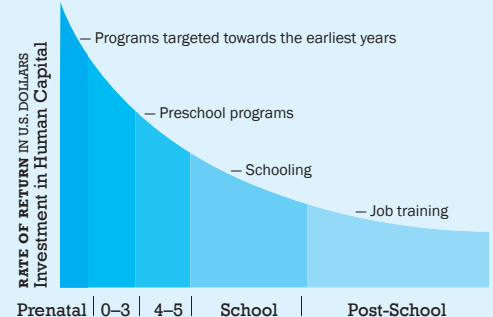 Programs targeted towards the earliest years
Preschool programs
Schooling
Job training
RATE OF RETURN IN U.S. DOLLARS
Investment in Human Capital
Prenatal 0–3 4–5 School Post-School